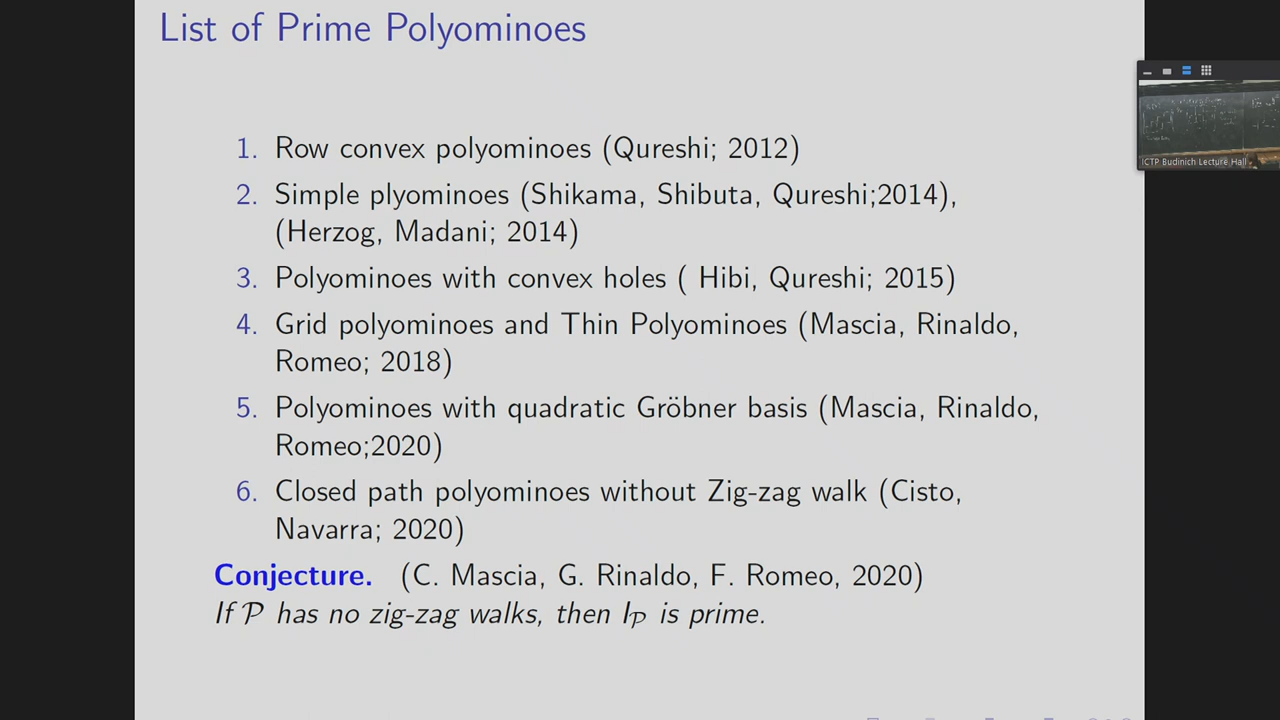 List of Prime Polyominoes
1. Row convex polyominoes (Qureshi; 2012)
2. Simple plyominoes (Shikama, Shibuta, Qureshi;2014),
(Herzog, Madani; 2014)
3. Polyominoes with convex holes ( Hibi, Qureshi; 2015)
4. Grid polyominoes and Thin Polyominoes (Mascia, Rinaldo,
Romeo; 2018)
5. Polyominoes with quadratic Gröbner basis (Mascia, Rinaldo,
Romeo;2020)
6. Closed path polyominoes without Zig-zag walk (Cisto,
Navarra; 2020)
Conjecture. (C. Mascia, G. Rinaldo, F. Romeo, 2020)
If 𝒫 has no zig-zag walks, then I𝒫 is prime.
ICTP Budinich Lecture Hall